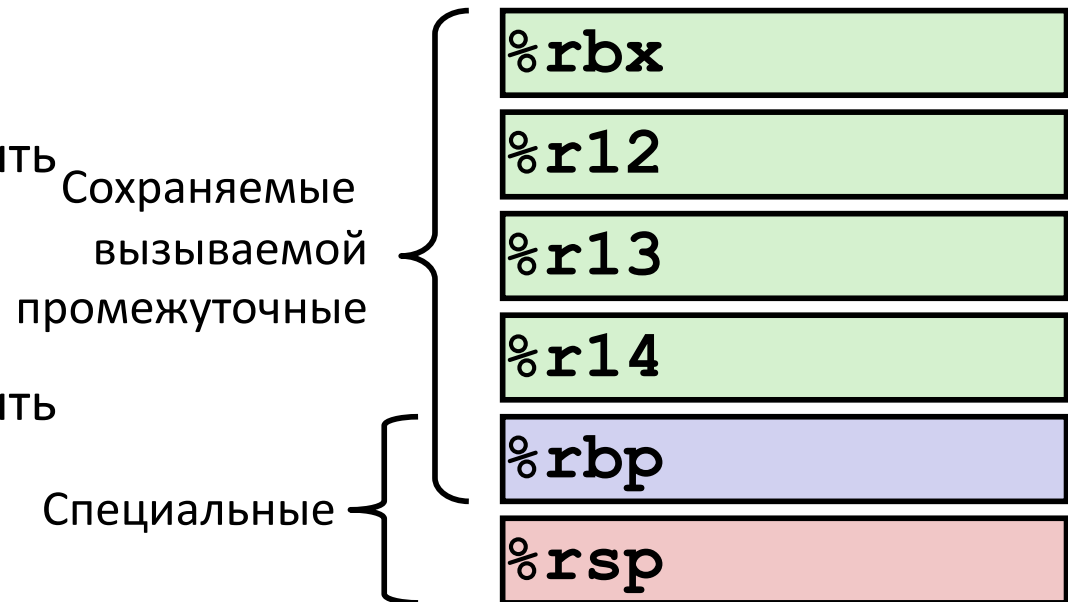 %rbx
%r12
Сохраняемые
вызываемой
промежуточные
%r13
%r14
%rbp
Специальные
%rsp